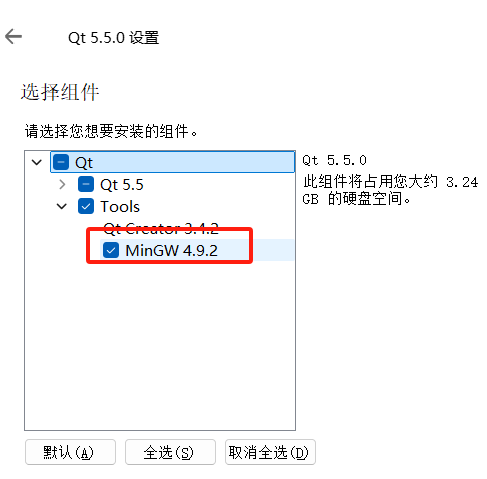 Qt 5.5.0 设置
选择组件
请选择您想要安装的组件。
Qt
Qt 5.5
Tools
Qt Creator 3.4.2
MinGW 4.9.2
Qt 5.5.0
此组件将占用您大约 3.24
GB 的硬盘空间。
默认(A)
全选(S)
取消全选(D)